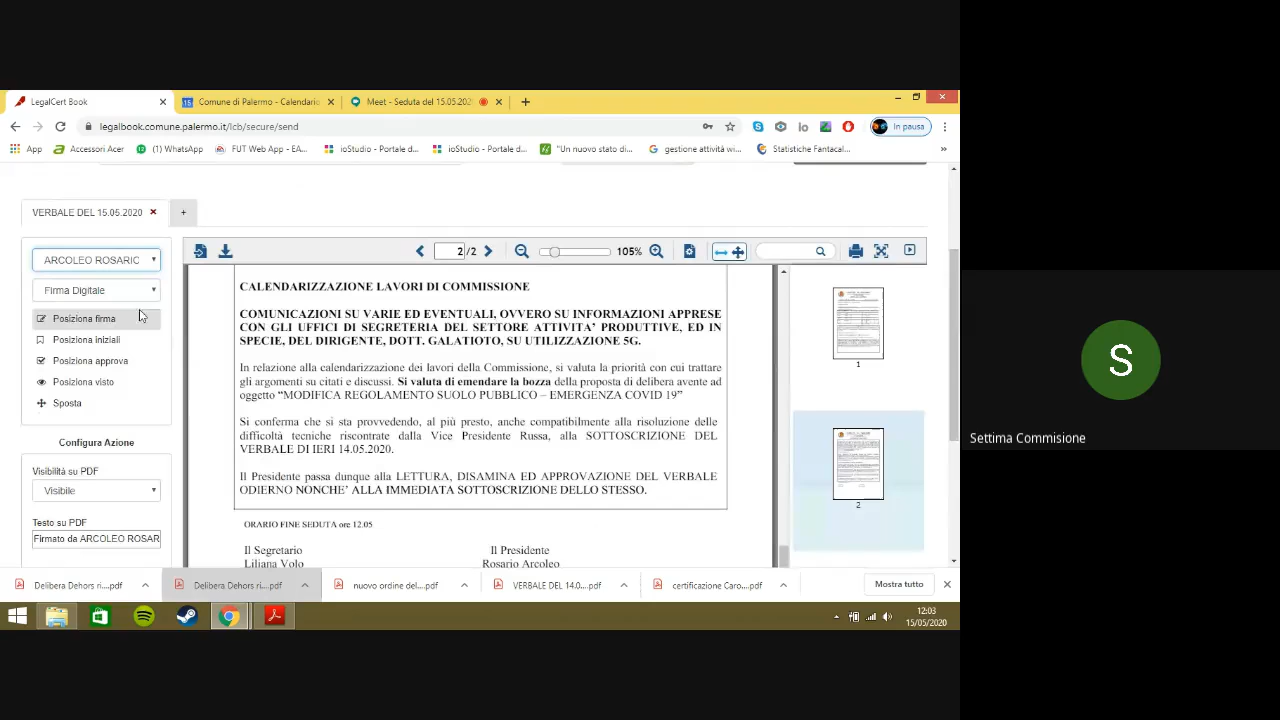 LegalCert Book
Comune di Palermo - Calendario
Meet - Seduta del 15.05.202
legalbook.comune.palermo.it/lcb/secure/send
In pausa
App
Accessori Acer
(1) WhatsApp
FUT Web App - EA...
ioStudio - Portale d...
ioStudio - Portale d...
"Un nuovo stato di...
gestione attività wi...
Statistiche Fantacal...
VERBALE DEL 15.05.2020
+
ARCOLEO ROSARIC
Firma Digitale
Posiziona firma
Posiziona iniziali
Posiziona approva
Posiziona visto
Sposta
Configura Azione
Visibilità su PDF
Visibile
Testo su PDF
Firmato da ARCOLEO ROSAR
2 /2
105%
CALENDARIZZAZIONE LAVORI DI COMMISSIONE
COMUNICAZIONI SU VARIE ED EVENTUALI, OVVERO SU INFORMAZIONI APPRESE
CON GLI UFFICI DI SEGRETERIA DEL SETTORE ATTIVITA' PRODUTTIVE, ED IN
SPECIE, DEL DIRIGENTE, DOTT. GALATIOTO, SU UTILIZZAZIONE 5G.
In relazione alla calendarizzazione dei lavori della Commissione, si valuta la priorità con cui trattare
gli argomenti su citati e discussi. Si valuta di emendare la bozza della proposta di delibera avente ad
oggetto "MODIFICA REGOLAMENTO SUOLO PUBBLICO – EMERGENZA COVID 19"
Si conferma che si sta provvedendo, al più presto, anche compatibilmente alla risoluzione delle
difficoltà tecniche riscontrate dalla Vice Presidente Russa, alla SOTTOSCRIZIONE DEL
VERBALE DI IERI 14.05.2020.
Il Presidente passa dunque alla LETTURA, DISAMINA ED APPROVAZIONE DEL VERBALE
ODIERNO NONCHE' ALLA IMMEDIATA SOTTOSCRIZIONE DELLO STESSO.
ORARIO FINE SEDUTA ore 12.05
Il Segretario
Il Presidente
Liliana Volo
Rosario Arcoleo
1
2
Delibera Dehors ri....pdf
Delibera Dehors ri....pdf
nuovo ordine del....pdf
VERBALE DEL 14.0....pdf
certificazione Caro....pdf
Mostra tutto
12:03
15/05/2020
S
Settima Commisione